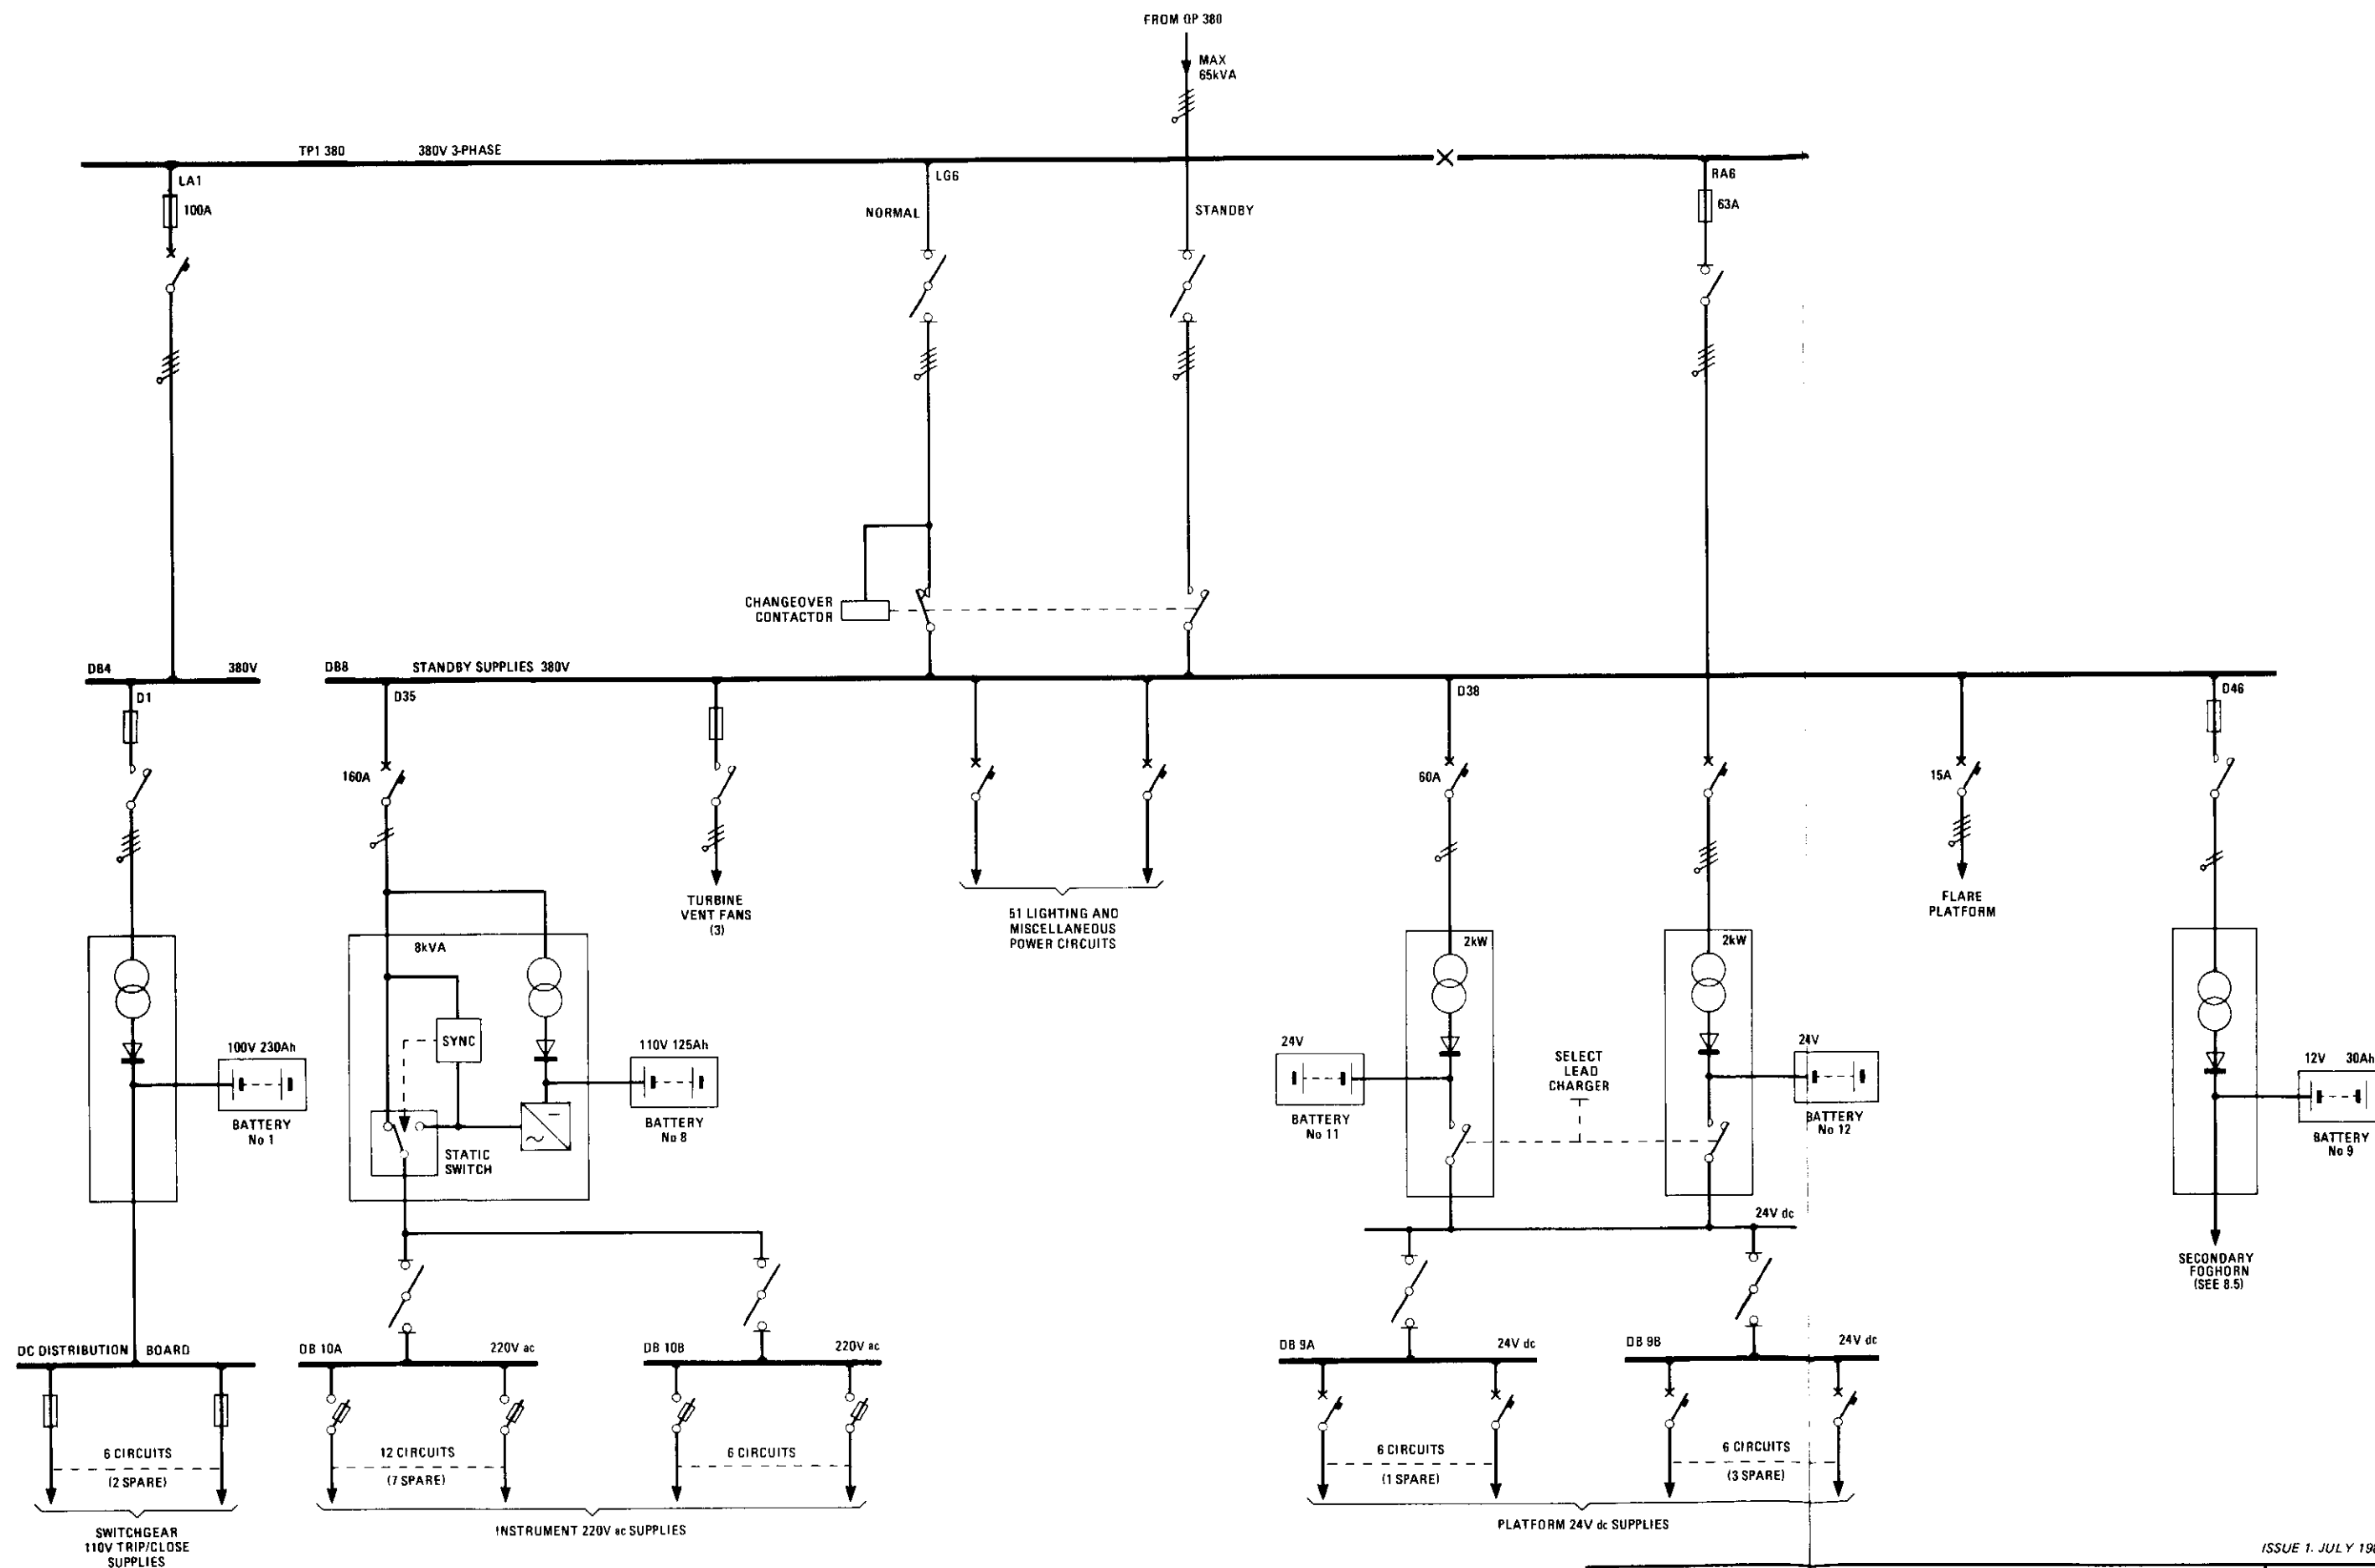 FROM QP 380
MAX
65kVA
TP1 380
380V 3-PHASE
LA1
100A
LG6
NORMAL
STANDBY
RA6
63A
CHANGEOVER
CONTACTOR
DB4
380V
DB8
STANDBY SUPPLIES 380V
D1
D35
D38
D46
160A
60A
15A
TURBINE
VENT FANS
(3)
51 LIGHTING AND
MISCELLANEOUS
POWER CIRCUITS
FLARE
PLATFORM
8kVA
2kW
2kW
SYNC
100V 230Ah
BATTERY
No 1
110V 125Ah
BATTERY
No 8
STATIC
SWITCH
24V
BATTERY
No 11
SELECT
LEAD
CHARGER
24V
BATTERY
No 12
12V 30Ah
BATTERY
No 9
24V dc
SECONDARY
FOGHORN
(SEE 8.5)
DC DISTRIBUTION BOARD
DB 10A
220V ac
DB 10B
220V ac
DB 9A
24V dc
DB 9B
24V dc
6 CIRCUITS
(2 SPARE)
12 CIRCUITS
(7 SPARE)
6 CIRCUITS
6 CIRCUITS
(1 SPARE)
6 CIRCUITS
(3 SPARE)
SWITCHGEAR
110V TRIP/CLOSE
SUPPLIES
INSTRUMENT 220V ac SUPPLIES
PLATFORM 24V dc SUPPLIES
ISSUE 1. JULY